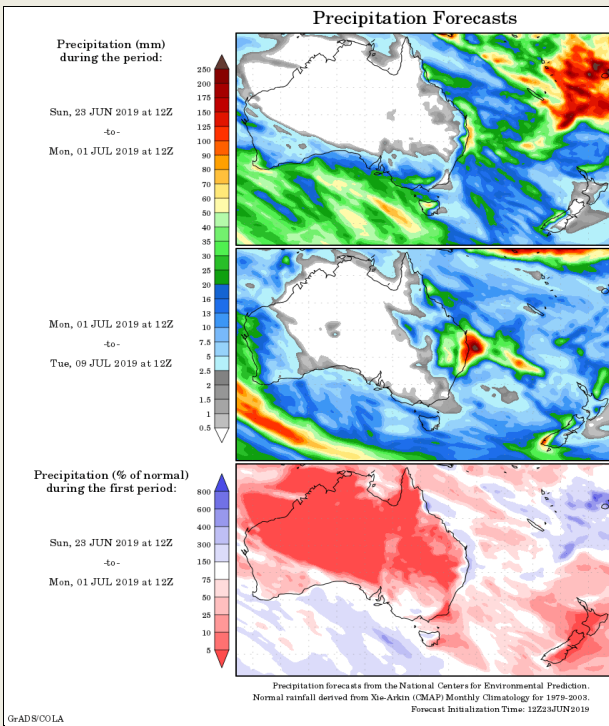 Precipitation Forecasts
Precipitation (mm)
during the period:
Sun, 23 JUN 2019 at 12Z
-to-
Mon, 01 JUL 2019 at 12Z
250
200
175
150
125
100
90
80
70
60
50
40
35
30
25
20
16
13
10
7.5
5
2.5
2
1.5
1
0.5
Mon, 01 JUL 2019 at 12Z
-to-
Tue, 09 JUL 2019 at 12Z
Precipitation (% of normal)
during the first period:
Sun, 23 JUN 2019 at 12Z
-to-
Mon, 01 JUL 2019 at 12Z
800
600
400
300
150
75
50
25
10
5
Precipitation forecasts from the National Centers for Environmental Prediction.
Normal rainfall derived from Xie-Arkin (CMAP) Monthly Climatology for 1979-2003.
Forecast Initialization Time: 12Z23JUN2019
GrADS/COLA